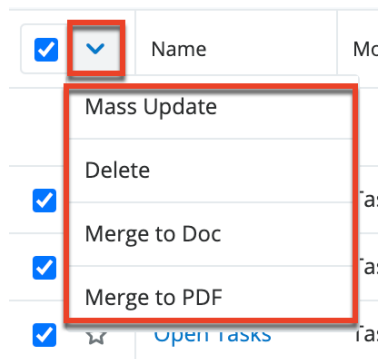 Name
Mass Update
Delete
Merge to Doc
Merge to PDF
Open Tasks